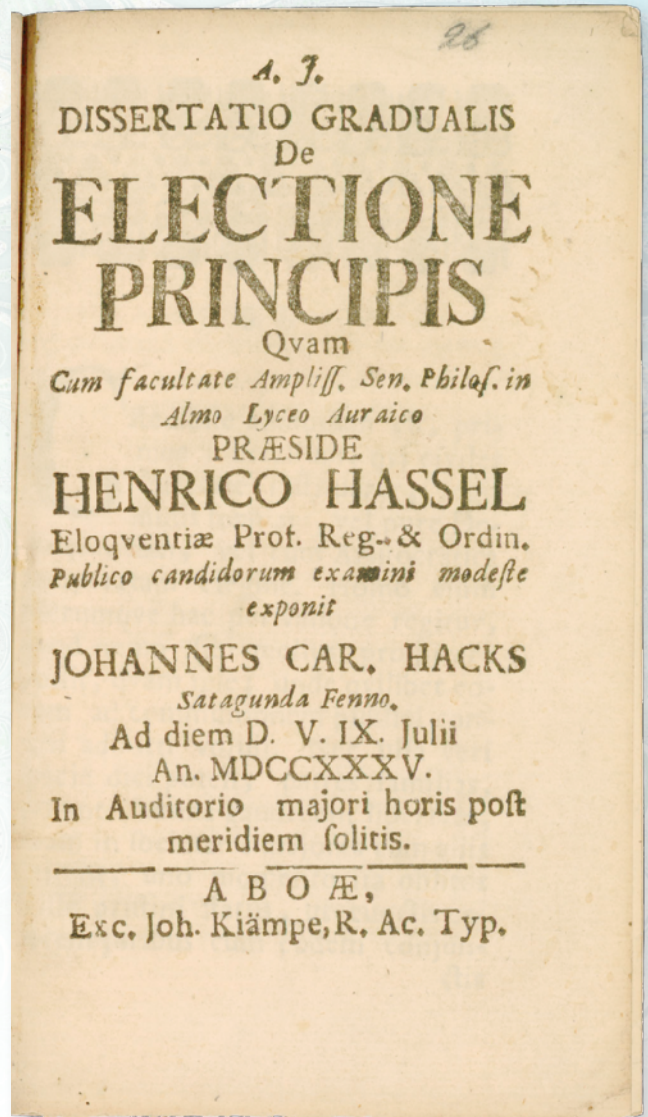 26
A. J.
DISSERTATIO GRADUALIS
De
ELECTIONE
PRINCIPIS
Qvam
Cum facultate Ampliſſ. Sen. Philoſ. in
Almo Lyceo Auraico
PRÆSIDE
HENRICO HASSEL
Eloqventiæ Prof. Reg. & Ordin.
Publico candidorum examini modeſte
exponit
JOHANNES CAR. HACKS
Satagunda Fenno.
Ad diem D. V. IX. Julii
An. MDCCXXXV.
In Auditorio majori horis poſt
meridiem ſolitis.
ABOÆ,
Exc. Joh. Kiämpe, R. Ac. Typ.